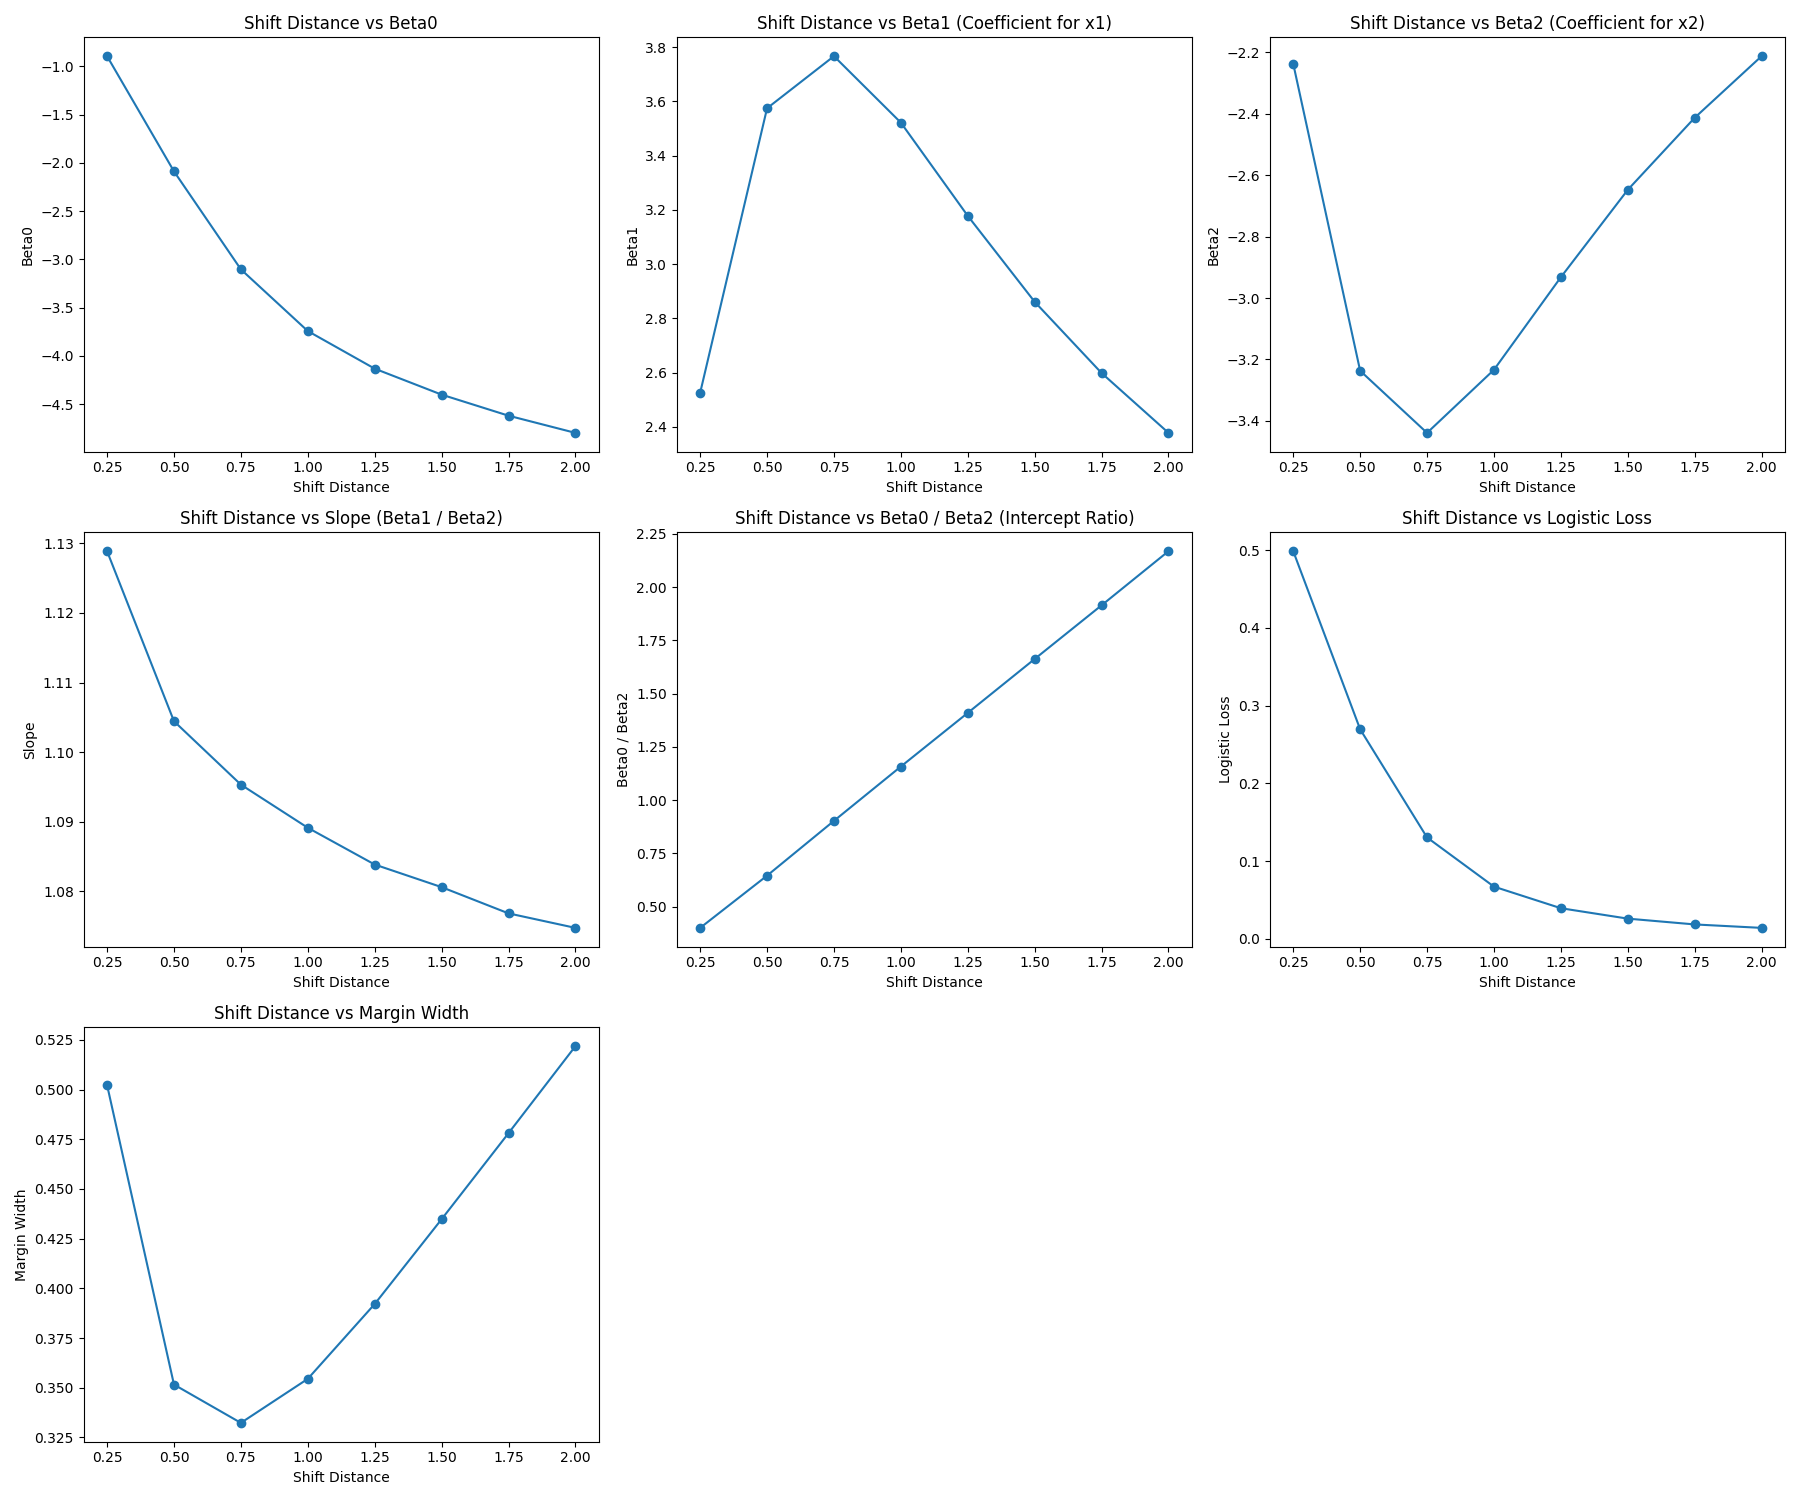 Shift Distance vs Beta0
Beta0
−1.0
−1.5
−2.0
−2.5
−3.0
−3.5
−4.0
−4.5
0.25 0.50 0.75 1.00 1.25 1.50 1.75 2.00
Shift Distance
Shift Distance vs Beta1 (Coefficient for x1)
Beta1
3.8
3.6
3.4
3.2
3.0
2.8
2.6
2.4
0.25 0.50 0.75 1.00 1.25 1.50 1.75 2.00
Shift Distance
Shift Distance vs Beta2 (Coefficient for x2)
Beta2
−2.2
−2.4
−2.6
−2.8
−3.0
−3.2
−3.4
0.25 0.50 0.75 1.00 1.25 1.50 1.75 2.00
Shift Distance
Shift Distance vs Slope (Beta1 / Beta2)
Slope
1.13
1.12
1.11
1.10
1.09
1.08
0.25 0.50 0.75 1.00 1.25 1.50 1.75 2.00
Shift Distance
Shift Distance vs Beta0 / Beta2 (Intercept Ratio)
Beta0 / Beta2
2.25
2.00
1.75
1.50
1.25
1.00
0.75
0.50
0.25 0.50 0.75 1.00 1.25 1.50 1.75 2.00
Shift Distance
Shift Distance vs Logistic Loss
Logistic Loss
0.5
0.4
0.3
0.2
0.1
0.0
0.25 0.50 0.75 1.00 1.25 1.50 1.75 2.00
Shift Distance
Shift Distance vs Margin Width
Margin Width
0.525
0.500
0.475
0.450
0.425
0.400
0.375
0.350
0.325
0.25 0.50 0.75 1.00 1.25 1.50 1.75 2.00
Shift Distance